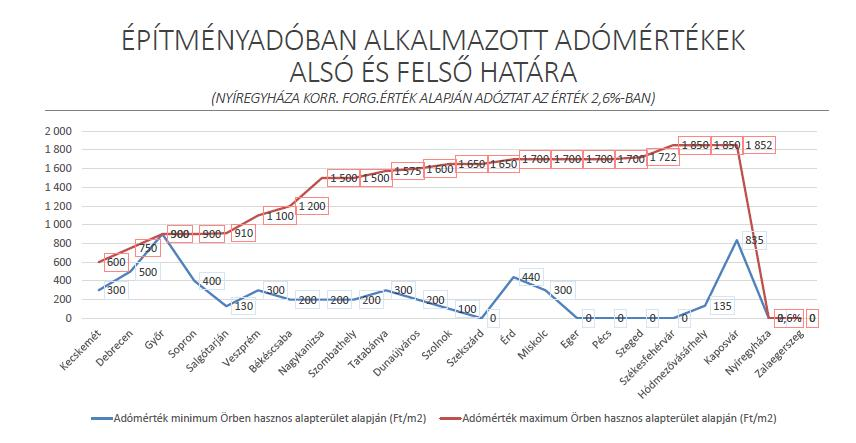 ÉPÍTMÉNYADÓBAN ALKALMAZOTT ADÓMÉRTÉKEK
ALSÓ ÉS FELSŐ HATÁRA
(NYÍREGYHÁZA KORR. FORG.ÉRTÉK ALAPJÁN ADÓZTAT AZ ÉRTÉK 2,6%-BAN)
2 000
1 800
1 600
1 400
1 200
1 000
800
600
400
200
0
600
750
900
900
910
1 100
1 200
1 500
1 500
1 575
1 600
1 650
1 650
1 700
1 700
1 700
1 700
1 722
1 850
1 850
1 852
2,6%
0
300
500
900
400
130
300
200
200
200
300
200
100
0
440
300
0
0
0
0
135
835
0
Kecskemét
Debrecen
Győr
Sopron
Salgótarján
Veszprém
Békéscsaba
Nagykanizsa
Szombathely
Tatabánya
Dunaújváros
Szolnok
Szekszárd
Érd
Miskolc
Eger
Pécs
Szeged
Székesfehérvár
Hódmezővásárhely
Kaposvár
Nyíregyháza
Zalaegerszeg
Adómérték minimum Örben hasznos alapterület alapján (Ft/m2)
Adómérték maximum Örben hasznos alapterület alapján (Ft/m2)